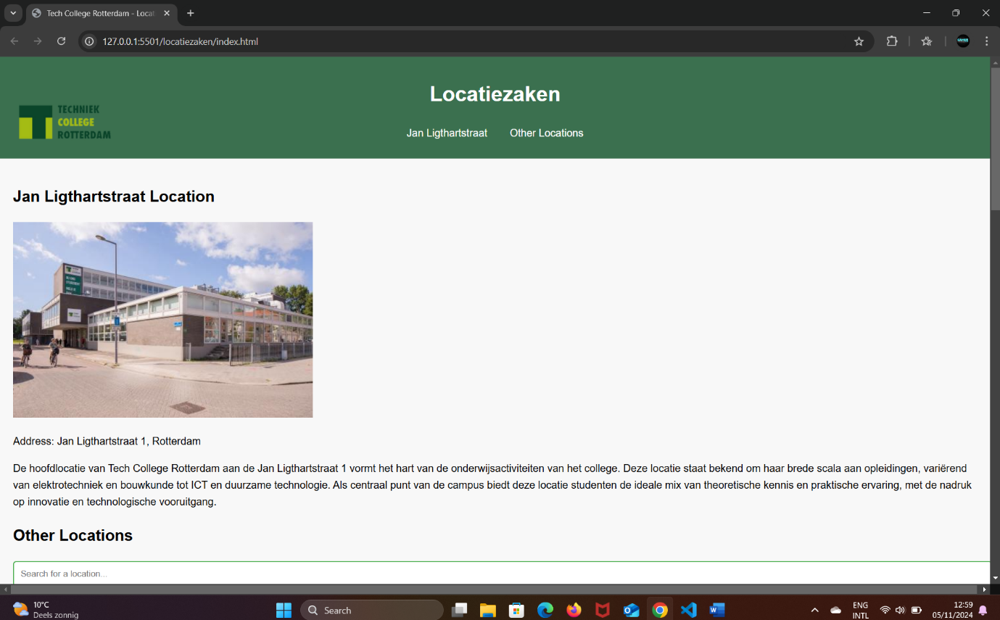 Tech College Rotterdam - Locat
127.0.0.1:5501/locatiezaken/index.html
Locatiezaken
TECHNIEK
COLLEGE
ROTTERDAM
Jan Ligthartstraat Other Locations
Jan Ligthartstraat Location
Address: Jan Ligthartstraat 1, Rotterdam
De hoofdlocatie van Tech College Rotterdam aan de Jan Ligthartstraat 1 vormt het hart van de onderwijsactiviteiten van het college. Deze locatie staat bekend om haar brede scala aan opleidingen, variërend
van elektrotechniek en bouwkunde tot ICT en duurzame technologie. Als centraal punt van de campus biedt deze locatie studenten de ideale mix van theoretische kennis en praktische ervaring, met de nadruk
op innovatie en technologische vooruitgang.
Other Locations
Search for a location...
10°C
Deels zonnig
Search
ENG
INTL
12:59
05/11/2024